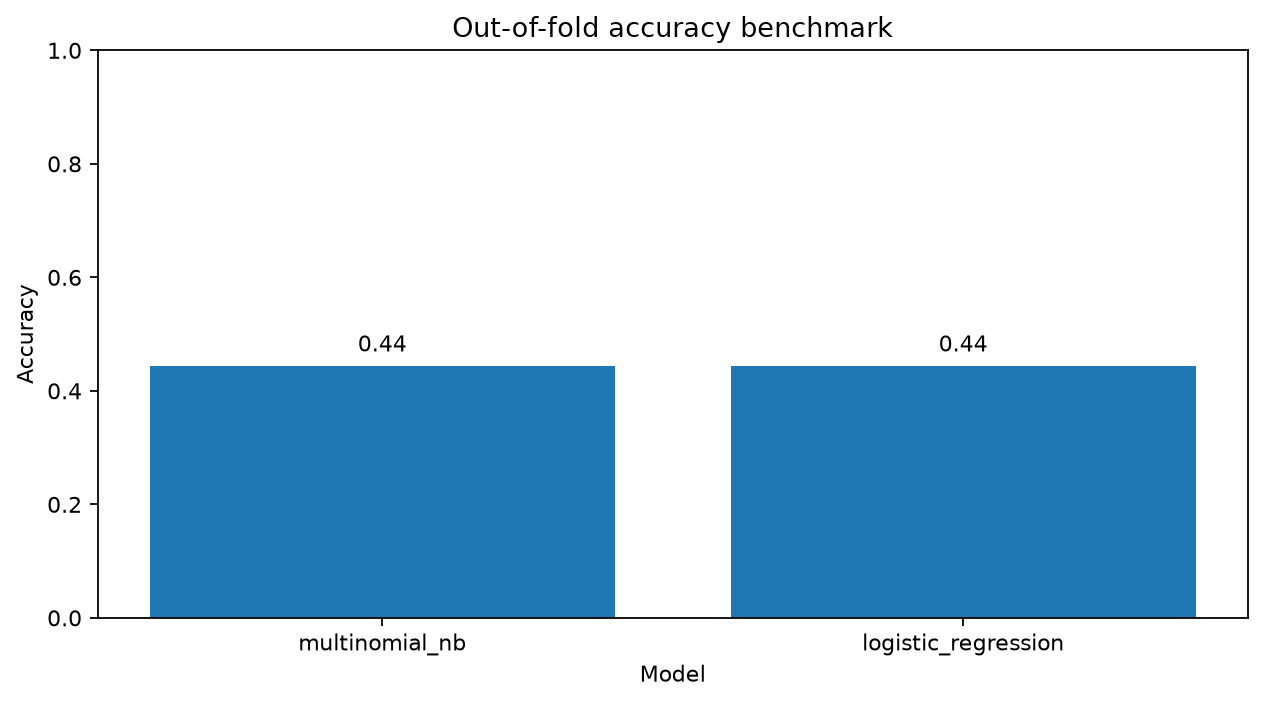 Out-of-fold accuracy benchmark
1.0
0.8
0.6
0.4
0.2
0.0
Accuracy
0.44
0.44
multinomial_nb
logistic_regression
Model